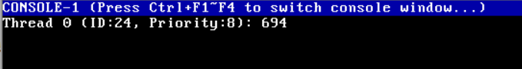 CONSOLE-1 (Press Ctrl+F1~F4 to switch console window...)
Thread 0 (ID:24, Priority:8): 694